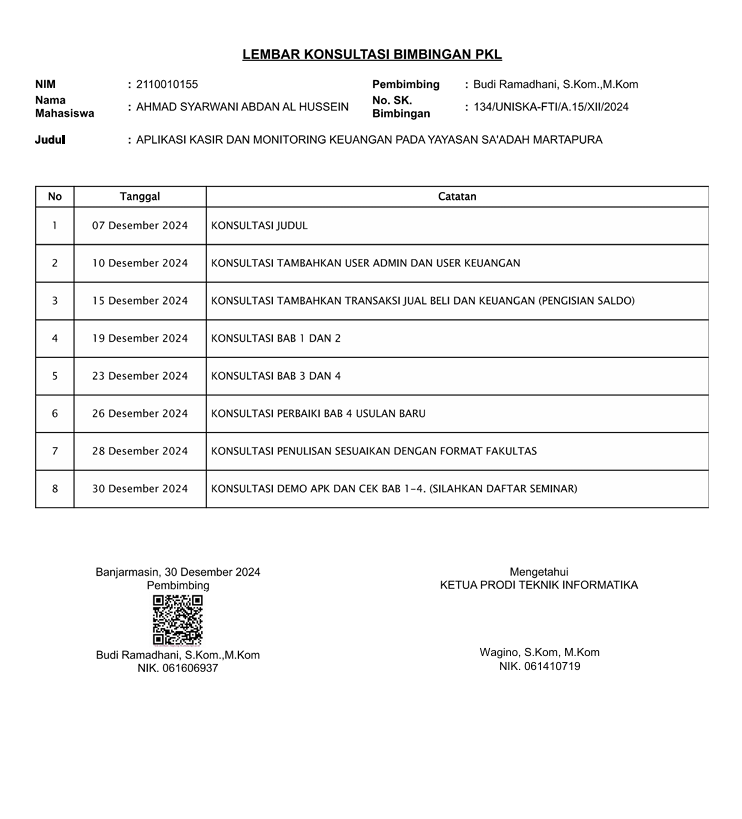 LEMBAR KONSULTASI BIMBINGAN PKL
NIM : 2110010155 Pembimbing : Budi Ramadhani, S.Kom.,M.Kom
Nama Mahasiswa : AHMAD SYARWANI ABDAN AL HUSSEIN No. SK. Bimbingan : 134/UNISKA-FTI/A.15/XII/2024
Judul : APLIKASI KASIR DAN MONITORING KEUANGAN PADA YAYASAN SA'ADAH MARTAPURA
No Tanggal Catatan
1 07 Desember 2024 KONSULTASI JUDUL
2 10 Desember 2024 KONSULTASI TAMBAHKAN USER ADMIN DAN USER KEUANGAN
3 15 Desember 2024 KONSULTASI TAMBAHKAN TRANSAKSI JUAL BELI DAN KEUANGAN (PENGISIAN SALDO)
4 19 Desember 2024 KONSULTASI BAB 1 DAN 2
5 23 Desember 2024 KONSULTASI BAB 3 DAN 4
6 26 Desember 2024 KONSULTASI PERBAIKI BAB 4 USULAN BARU
7 28 Desember 2024 KONSULTASI PENULISAN SESUAIKAN DENGAN FORMAT FAKULTAS
8 30 Desember 2024 KONSULTASI DEMO APK DAN CEK BAB 1-4. (SILAHKAN DAFTAR SEMINAR)
Banjarmasin, 30 Desember 2024
Pembimbing
Budi Ramadhani, S.Kom.,M.Kom
NIK. 061606937
Mengetahui
KETUA PRODI TEKNIK INFORMATIKA
Wagino, S.Kom, M.Kom
NIK. 061410719